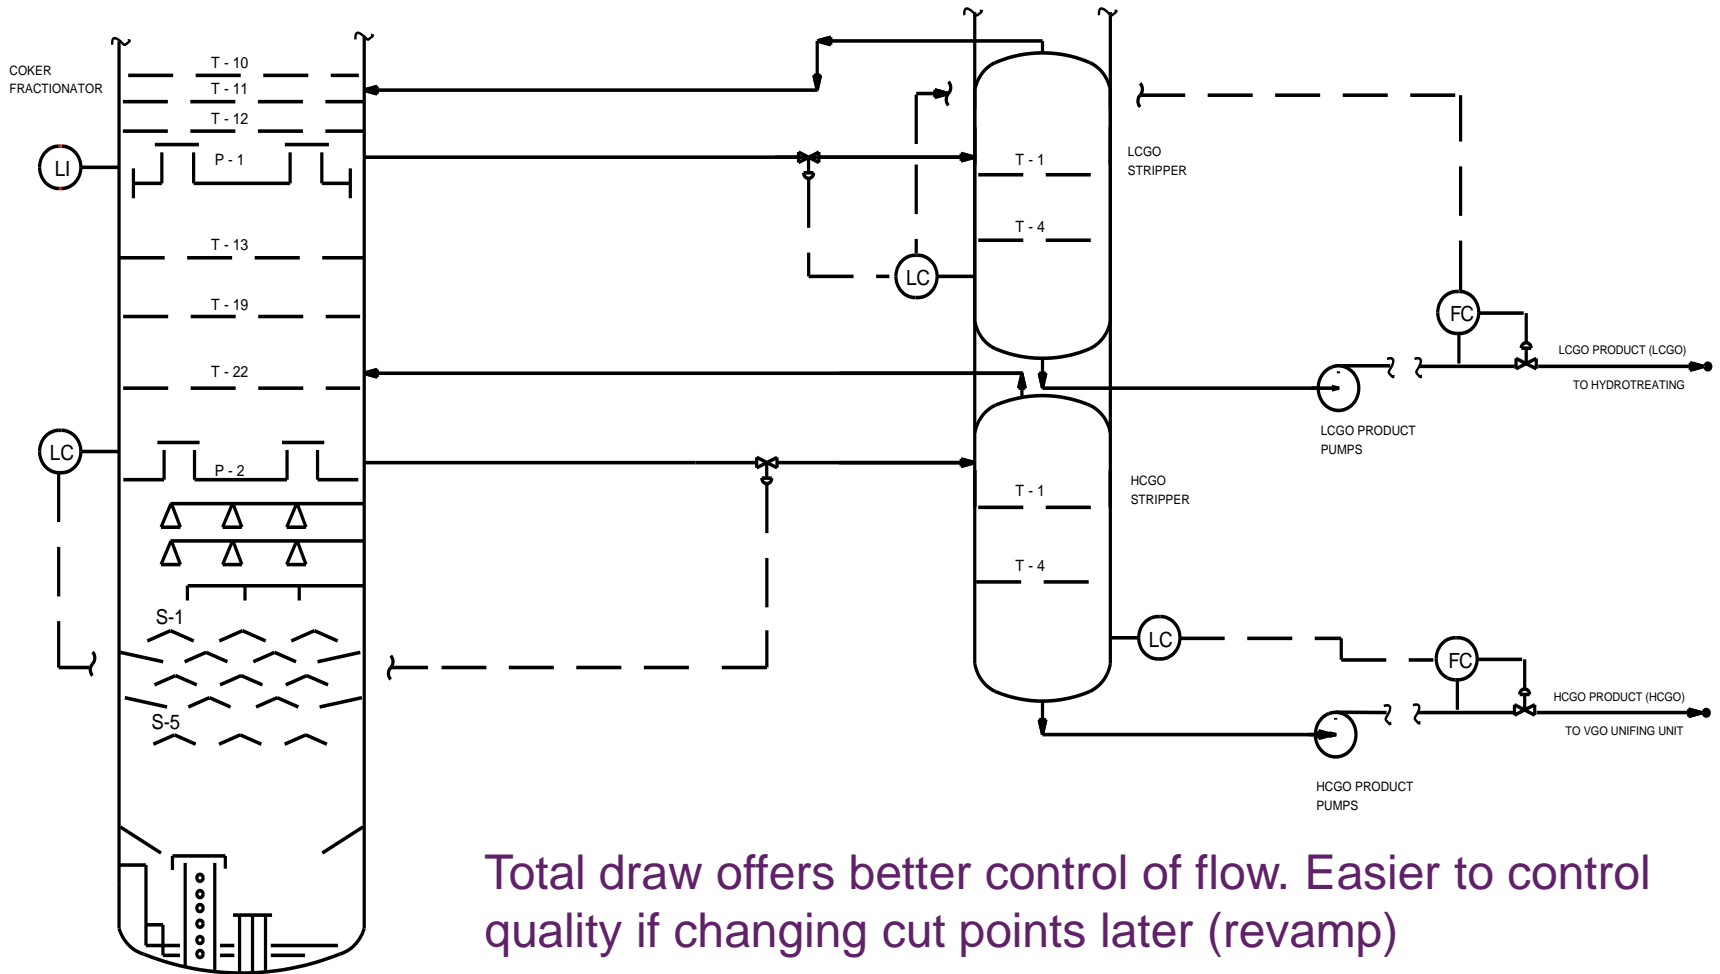 COKER
FRACTIONATOR
T - 10
T - 11
T - 12
LI
P - 1
T - 13
T - 19
T - 22
LC
P - 2
S-1
S-5
LC
T - 1
T - 4
LCGO
STRIPPER
FC
LCGO PRODUCT (LCGO)
TO HYDROTREATING
LCGO PRODUCT
PUMPS
T - 1
T - 4
HCGO
STRIPPER
LC
FC
HCGO PRODUCT (HCGO)
TO VGO UNIFING UNIT
HCGO PRODUCT
PUMPS
Total draw offers better control of flow. Easier to control
quality if changing cut points later (revamp)